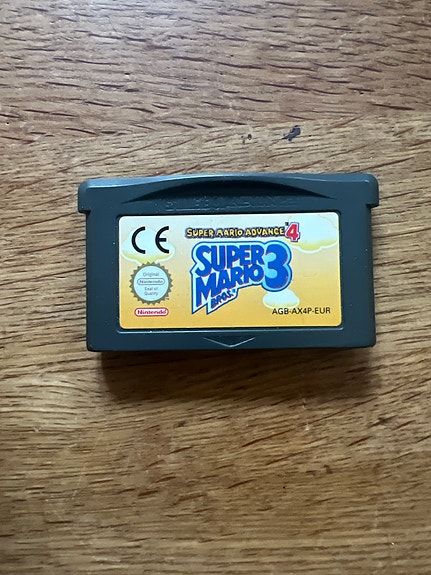 CE
SUPER MARIO ADVANCE 4
SUPER
MARIO 3
BROS.
Original
Nintendo
Seal of
Quality
Nintendo
AGB-AX4P-EUR